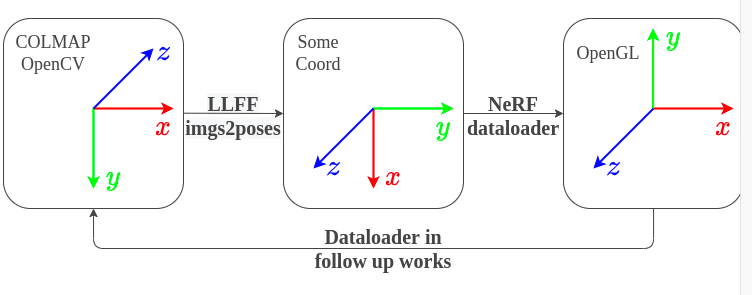 COLMAP
OpenCV
z
x
y
LLFF
imgs2poses
Some
Coord
y
z
x
NeRF
dataloader
OpenGL
y
x
z
Dataloader in
follow up works